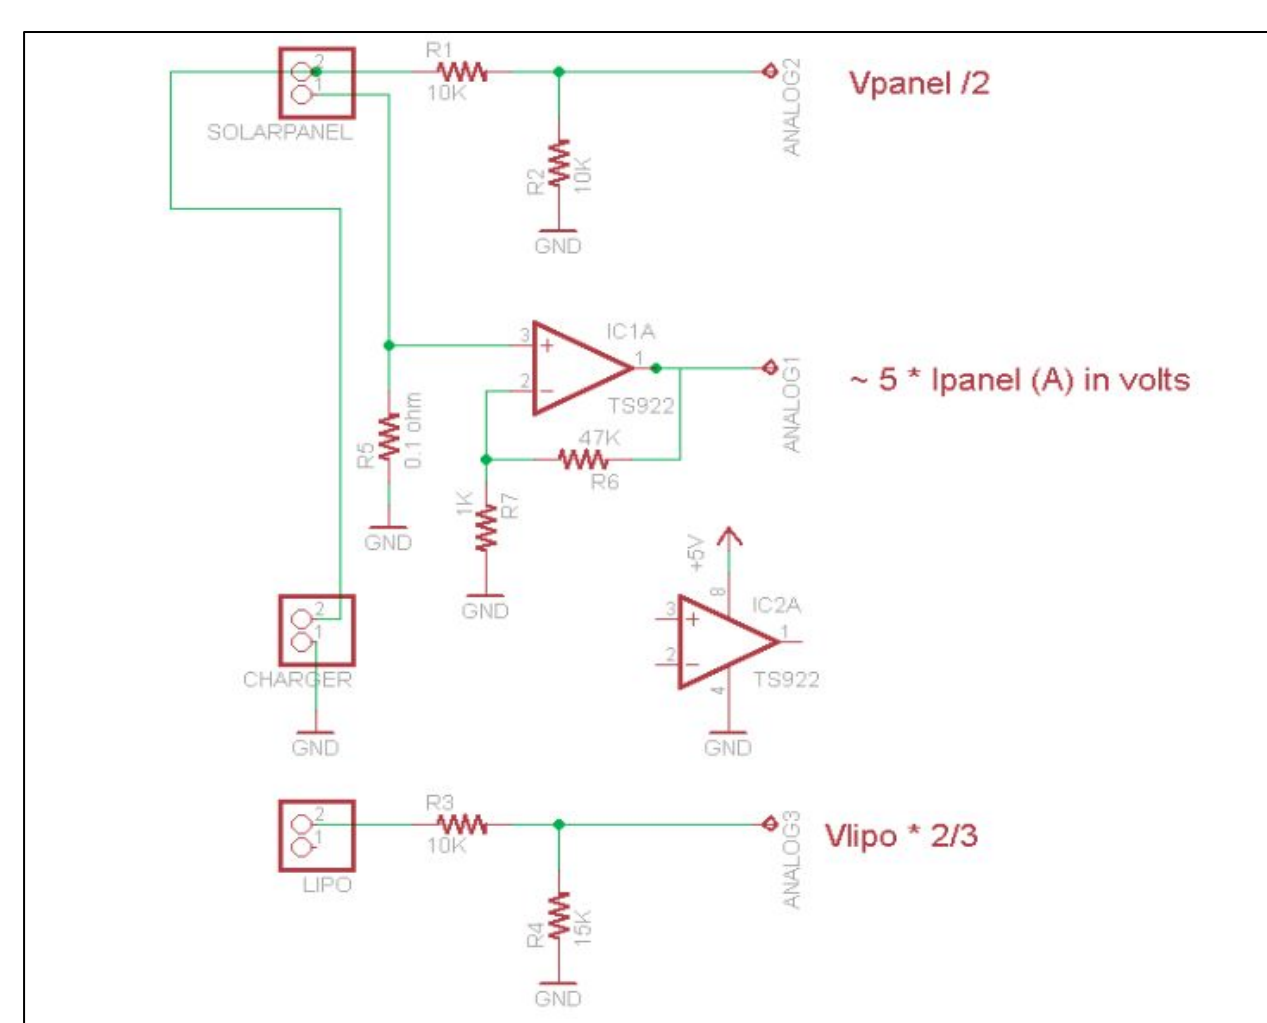 R1
2
1
10K
SOLARPANEL
ANALOG2
Vpanel /2
R2
10K
GND
IC1A
3
+
1
2
-
TS922
ANALOG1
~ 5 * Ipanel (A) in volts
R5
0.1 ohm
GND
47K
R6
1K
R7
GND
+5V
8
IC2A
3
+
1
2
-
4
TS922
GND
2
1
CHARGER
GND
R3
2
1
10K
LIPO
ANALOG3
Vlipo * 2/3
R4
15K
GND